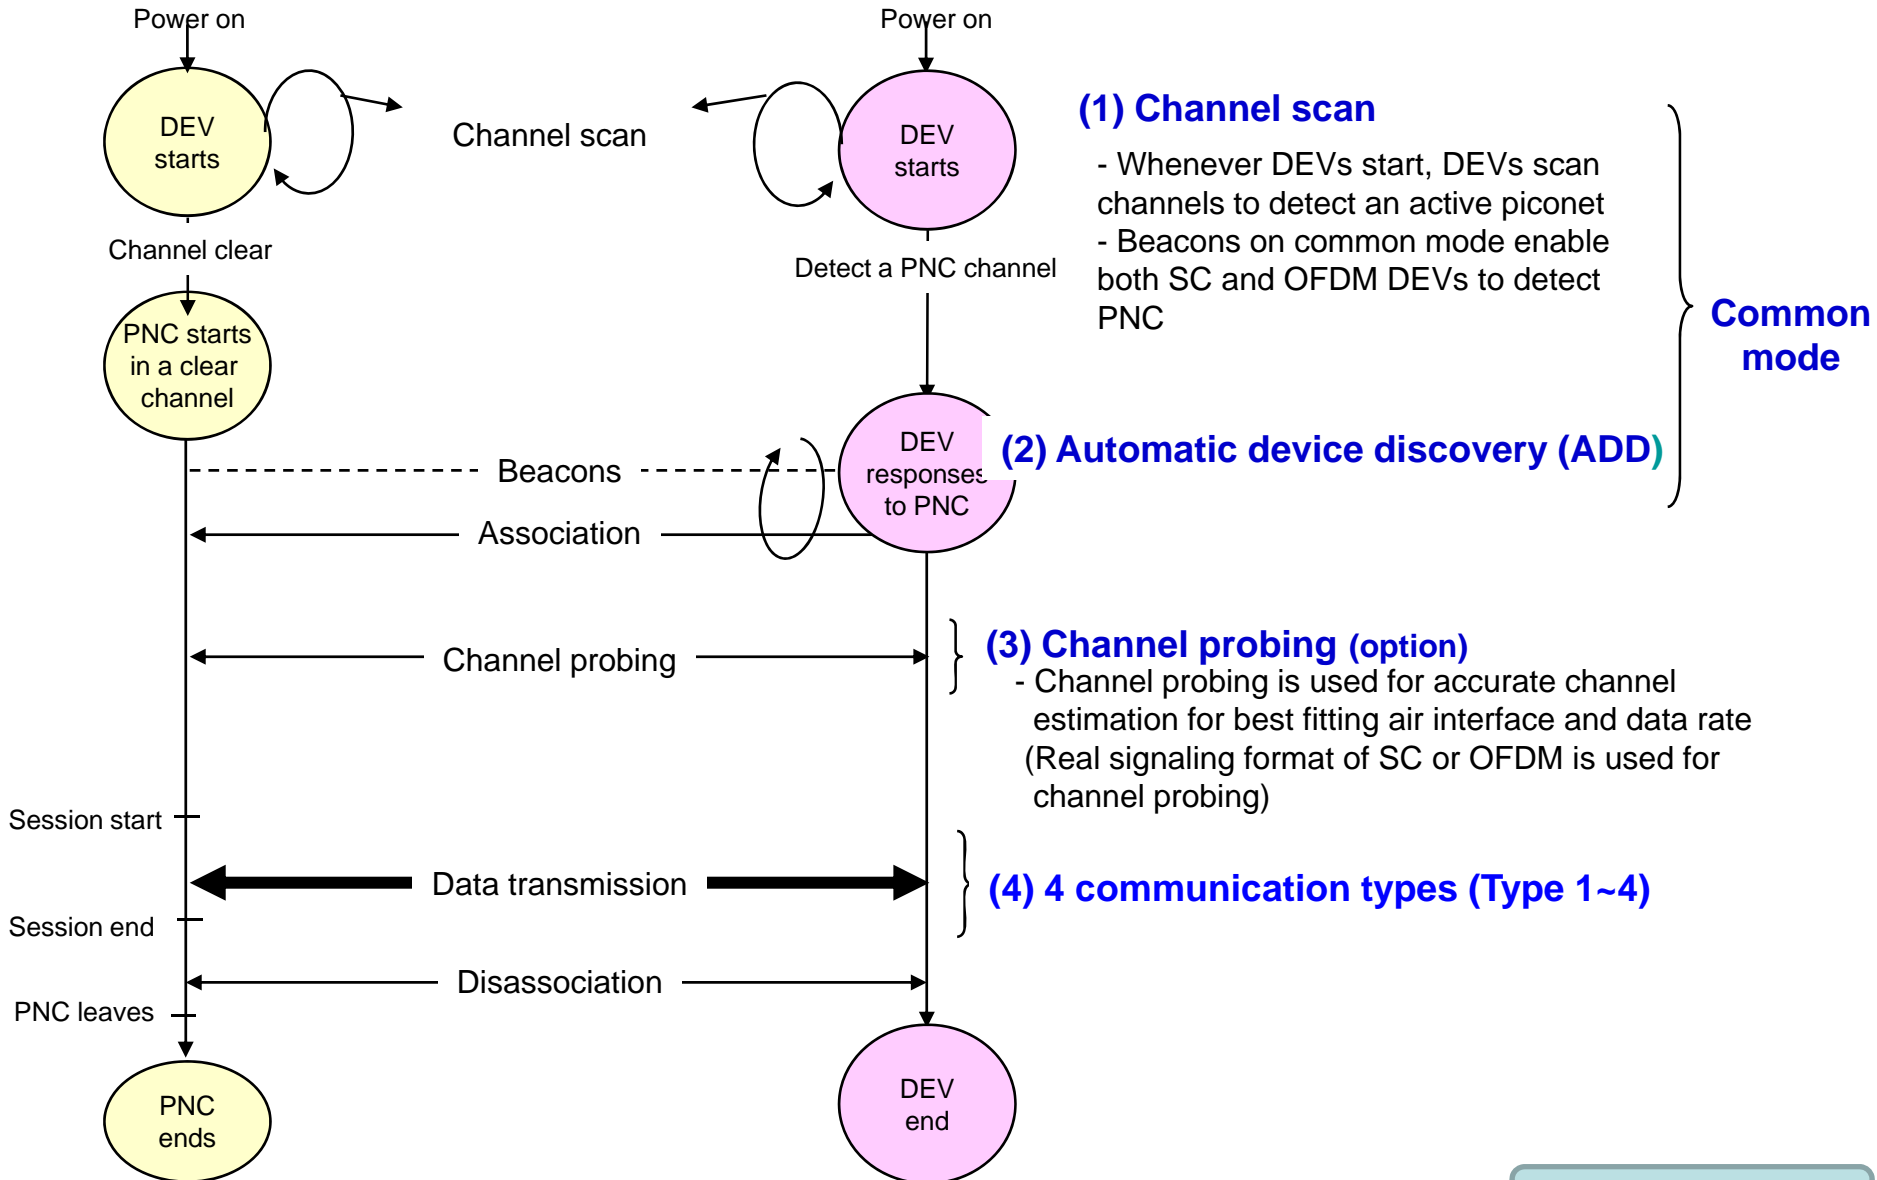 Power on
Power on
DEV
starts
Channel scan
DEV
starts
(1) Channel scan
- Whenever DEVs start, DEVs scan
channels to detect an active piconet
- Beacons on common mode enable
both SC and OFDM DEVs to detect
PNC
Common
mode
Channel clear
Detect a PNC channel
PNC starts
in a clear
channel
DEV
responses
to PNC
(2) Automatic device discovery (ADD)
Beacons
Association
Channel probing
(3) Channel probing (option)
- Channel probing is used for accurate channel
estimation for best fitting air interface and data rate
(Real signaling format of SC or OFDM is used for
channel probing)
Session start
Data transmission
(4) 4 communication types (Type 1~4)
Session end
Disassociation
PNC leaves
PNC
ends
DEV
end